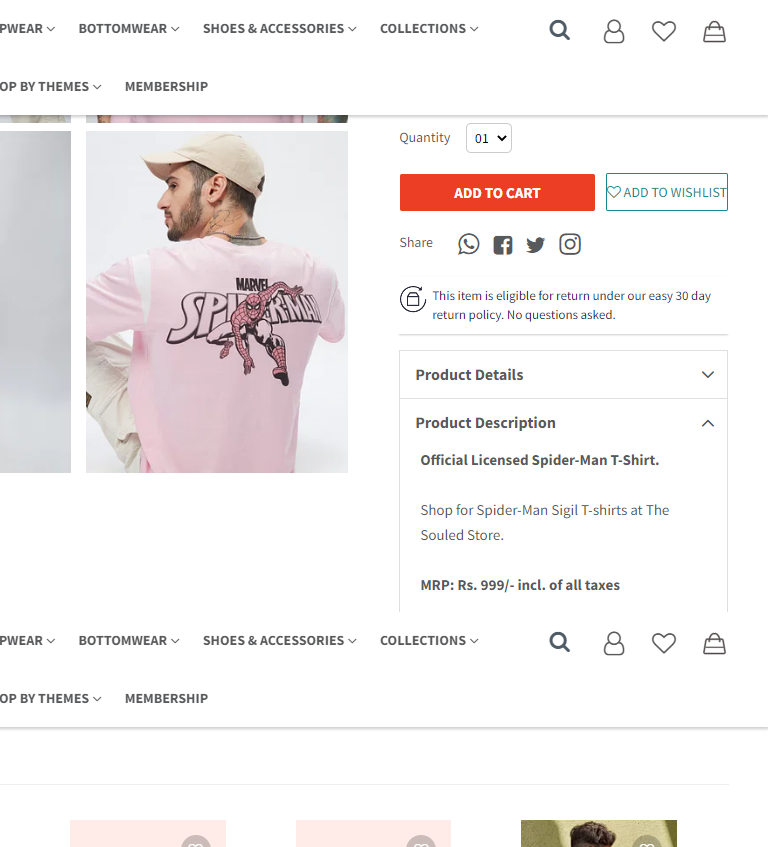 PWEAR BOTTOMWEAR SHOES & ACCESSORIES COLLECTIONS
OP BY THEMES MEMBERSHIP
Quantity 01
ADD TO CART ADD TO WISHLIST
Share
MARVEL
SPIDER-MAN
This item is eligible for return under our easy 30 day
return policy. No questions asked.
Product Details
Product Description
Official Licensed Spider-Man T-Shirt.
Shop for Spider-Man Sigil T-shirts at The
Souled Store.
MRP: Rs. 999/- incl. of all taxes
PWEAR BOTTOMWEAR SHOES & ACCESSORIES COLLECTIONS
OP BY THEMES MEMBERSHIP